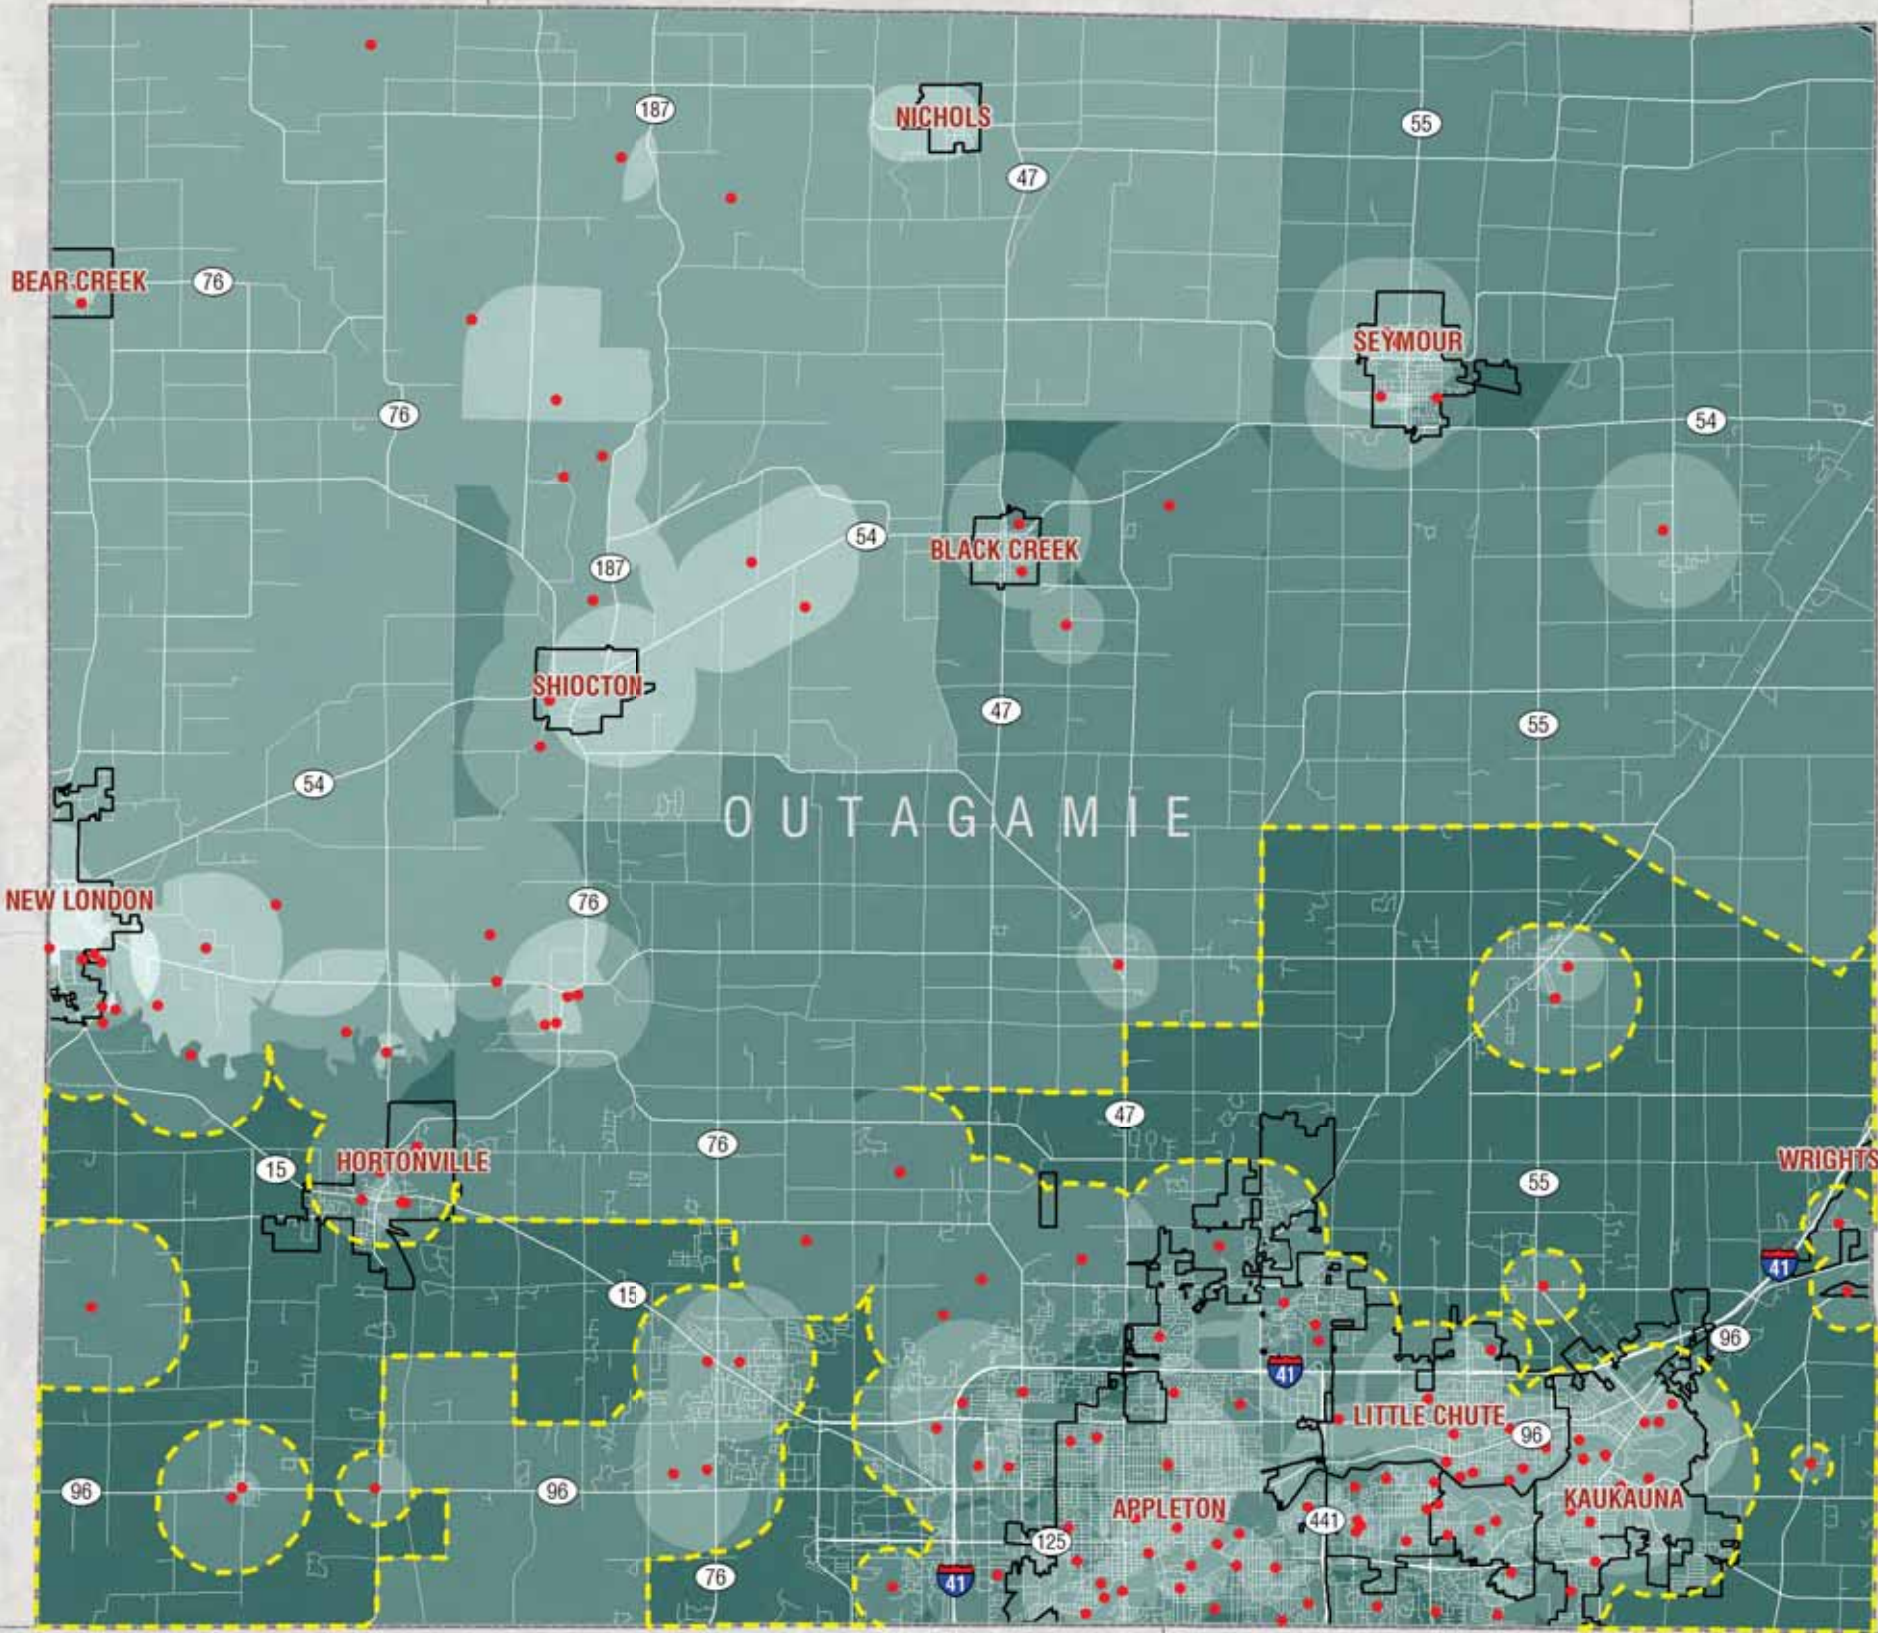 187
NICHOLS
55
47
BEAR CREEK
76
SEYMOUR
76
54
54
BLACK CREEK
187
SHIOCTON
47
55
54
OUTAGAMIE
NEW LONDON
76
47
76
HORTONVILLE
15
WRIGHTS
55
41
15
96
41
LITTLE CHUTE
96
96
96
KAUKAUNA
APPLETON
441
125
76
41